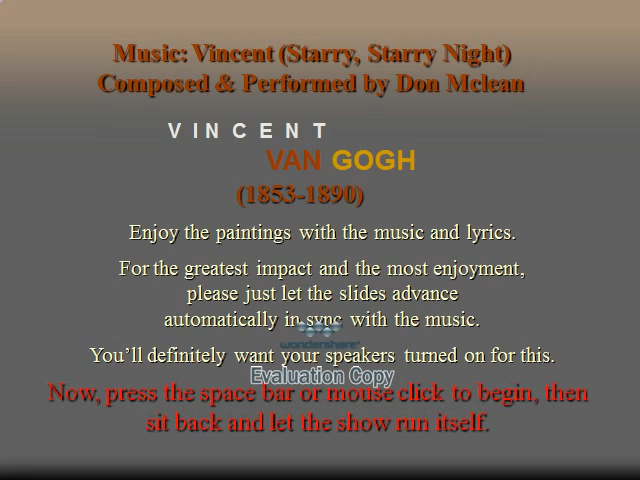 Music: Vincent (Starry, Starry Night)
Composed & Performed by Don Mclean
VINCENT
VAN GOGH
(1853-1890)
Enjoy the paintings with the music and lyrics.
For the greatest impact and the most enjoyment,
please just let the slides advance
automatically in sync with the music.
wondershare
You'll definitely want your speakers turned on for this.
Evaluation Copy
Now, press the space bar or mouse click to begin, then
sit back and let the show run itself.